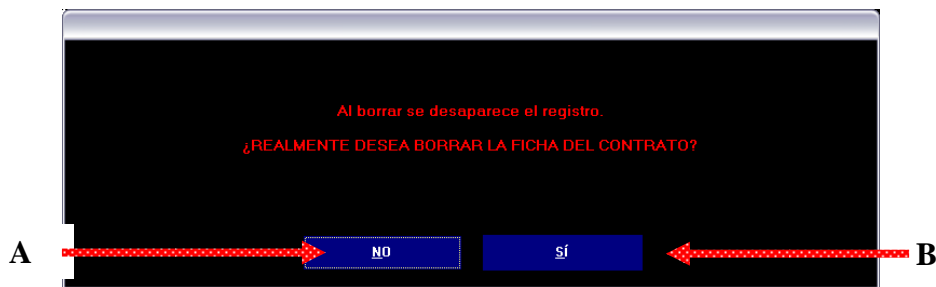 Al borrar se desaparece el registro.
¿REALMENTE DESEA BORRAR LA FICHA DEL CONTRATO?
A NO SÍ B